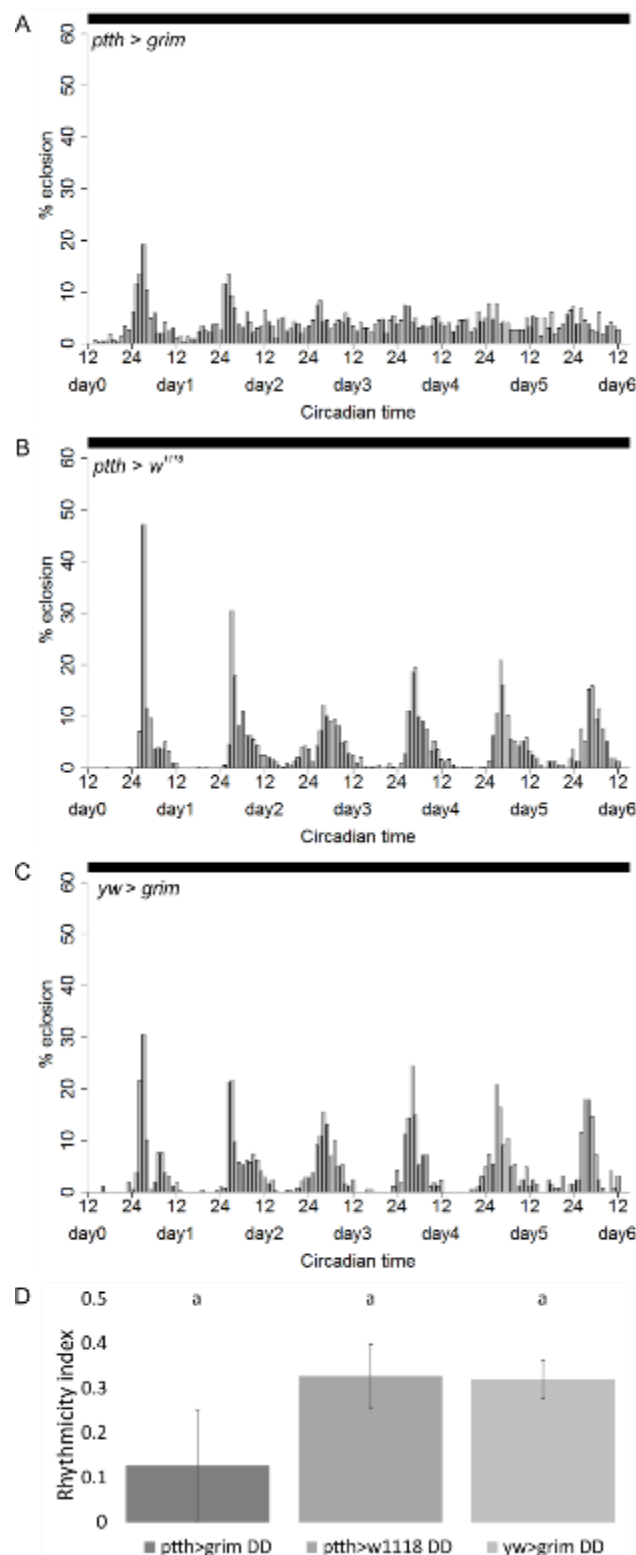 A
ptth > grim
60
50
40
30
20
10
0
% eclosion
12 24 12 24 12 24 12 24 12 24 12 24 12
day0 day1 day2 day3 day4 day5 day6
Circadian time
B
ptth > w¹¹¹⁸
60
50
40
30
20
10
0
% eclosion
12 24 12 24 12 24 12 24 12 24 12 24 12
day0 day1 day2 day3 day4 day5 day6
Circadian time
C
yw > grim
60
50
40
30
20
10
0
% eclosion
12 24 12 24 12 24 12 24 12 24 12 24 12
day0 day1 day2 day3 day4 day5 day6
Circadian time
D
0.5
0.4
0.3
0.2
0.1
0
Rhythmicity index
a a a
ptth>grim DD ptth>w1118 DD yw>grim DD